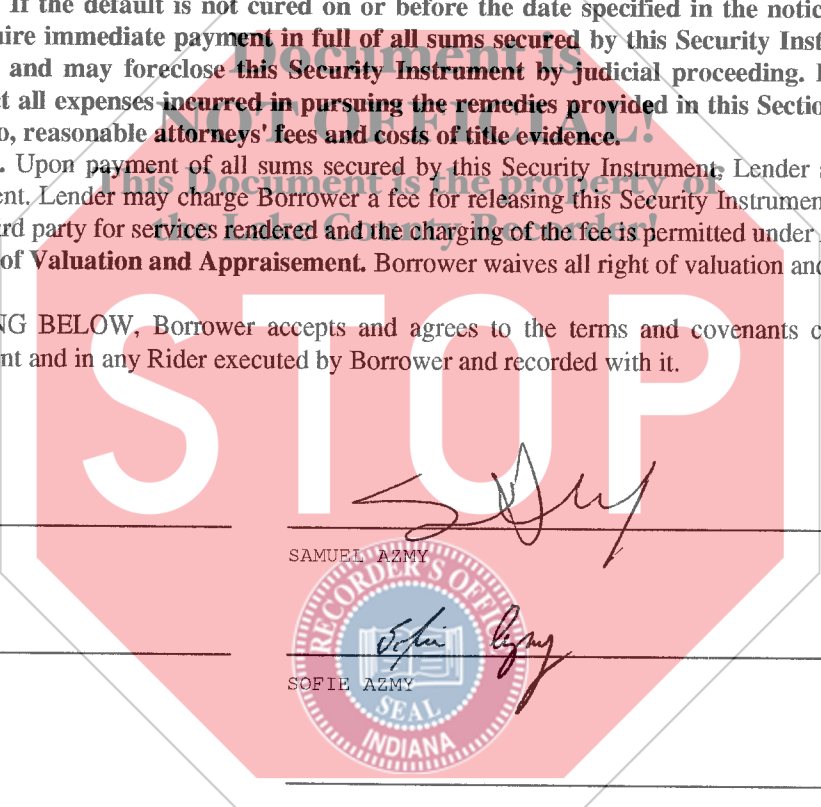 If the default is not cured on or before the date specified in the notic
uire immediate payment in full of all sums secured by this Security Inst
and may foreclose this Security Instrument by judicial proceeding.
t all expenses incurred in pursuing the remedies provided in this Sectio
o, reasonable attorneys' fees and costs of title evidence.
Document is
NOT OFFICIAL!
This Document is the property of
the Lake County Recorder!
. Upon payment of all sums secured by this Security Instrument, Lender
ent. Lender may charge Borrower a fee for releasing this Security Instrumen
rd party for services rendered and the charging of the fee is permitted under
of Valuation and Appraisement. Borrower waives all right of valuation and
NG BELOW, Borrower accepts and agrees to the terms and covenants c
nt and in any Rider executed by Borrower and recorded with it.
STOP
SAMUEL AZMY
Sofie Azmy
SOFIE AZMY
RECORDER'S OFFICE
SEAL
INDIANA